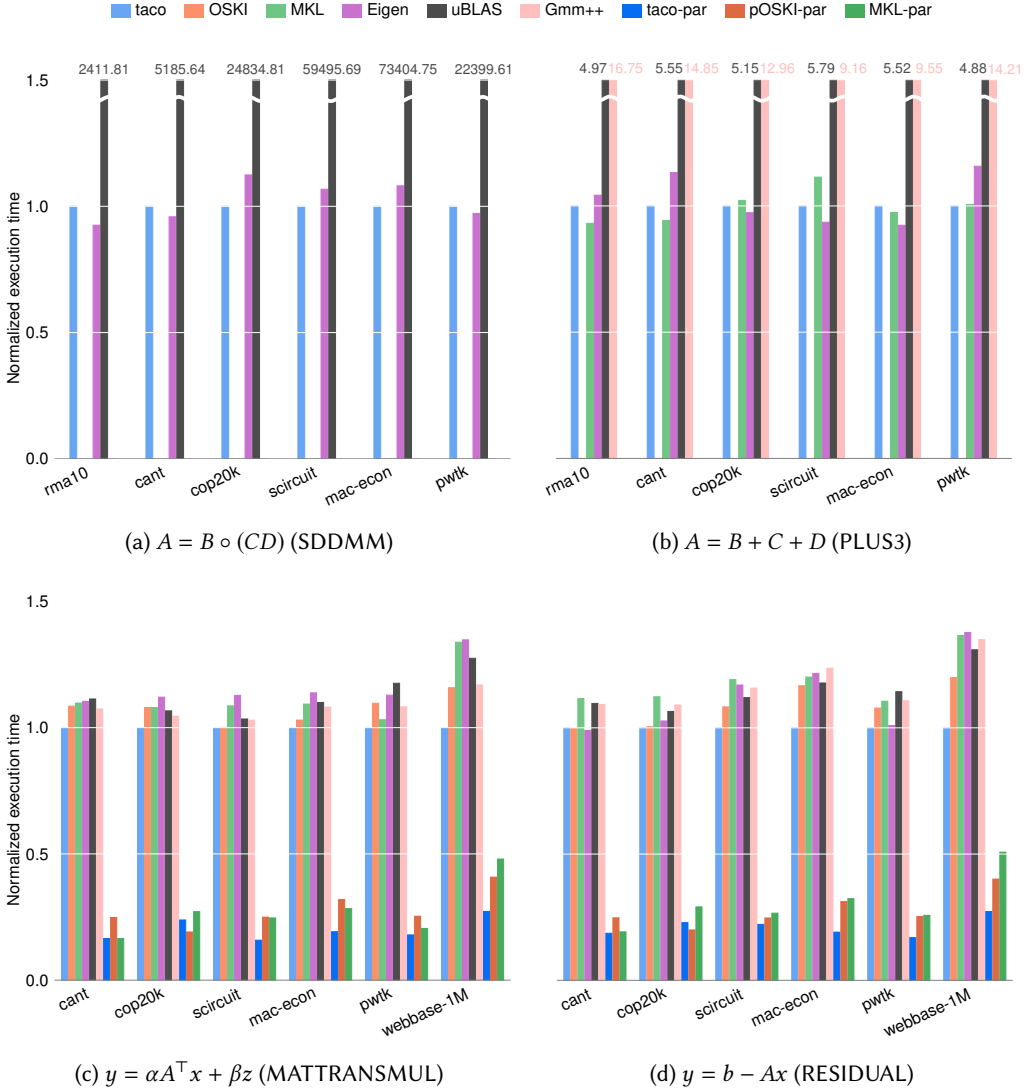 taco OSKI MKL Eigen uBLAS Gmm++ taco-par pOSKI-par MKL-par
Normalized execution time
1.5
1.0
0.5
0.0
2411.81 5185.64 24834.81 59495.69 73404.75 22399.61
rma10 cant cop20k scircuit mac-econ pwtk
(a) A = B ∘ (CD) (SDDMM)
4.97 16.75 5.55 14.85 5.15 12.96 5.79 9.16 5.52 9.55 4.88 14.21
rma10 cant cop20k scircuit mac-econ pwtk
(b) A = B + C + D (PLUS3)
Normalized execution time
1.5
1.0
0.5
0.0
cant cop20k scircuit mac-econ pwtk webbase-1M
(c) y = αA⊤x + βz (MATTRANSMUL)
cant cop20k scircuit mac-econ pwtk webbase-1M
(d) y = b − Ax (RESIDUAL)